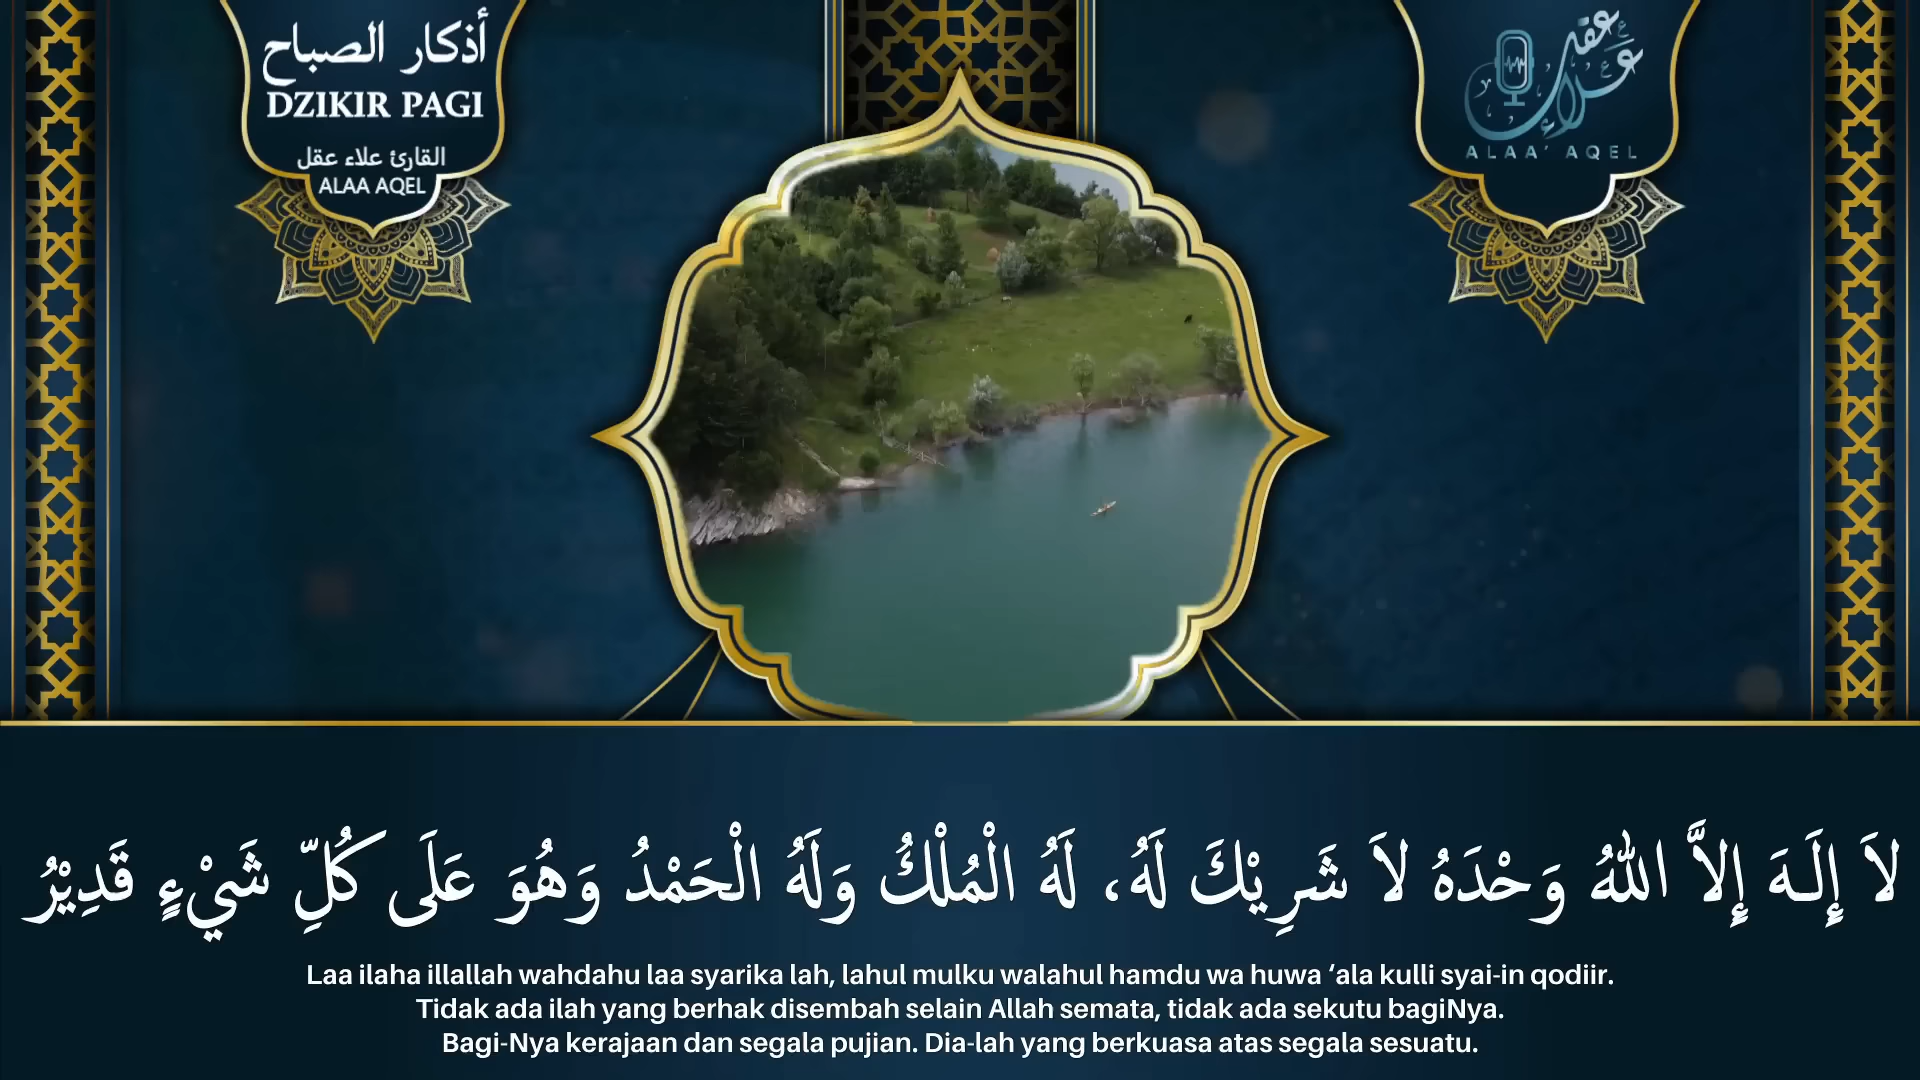 أذكار الصباح
DZIKIR PAGI
القارئ علاء عقل
ALAA AQEL
علاء عقل
ALAA' AQEL
لاَ إِلَـهَ إِلاَّ اللهُ وَحْدَهُ لاَ شَرِيْكَ لَهُ، لَهُ الْمُلْكُ وَلَهُ الْحَمْدُ وَهُوَ عَلَى كُلِّ شَيْءٍ قَدِيْرُ
Laa ilaha illallah wahdahu laa syarika lah, lahul mulku walahul hamdu wa huwa ‘ala kulli syai-in qodiir.
Tidak ada ilah yang berhak disembah selain Allah semata, tidak ada sekutu bagiNya.
Bagi-Nya kerajaan dan segala pujian. Dia-lah yang berkuasa atas segala sesuatu.